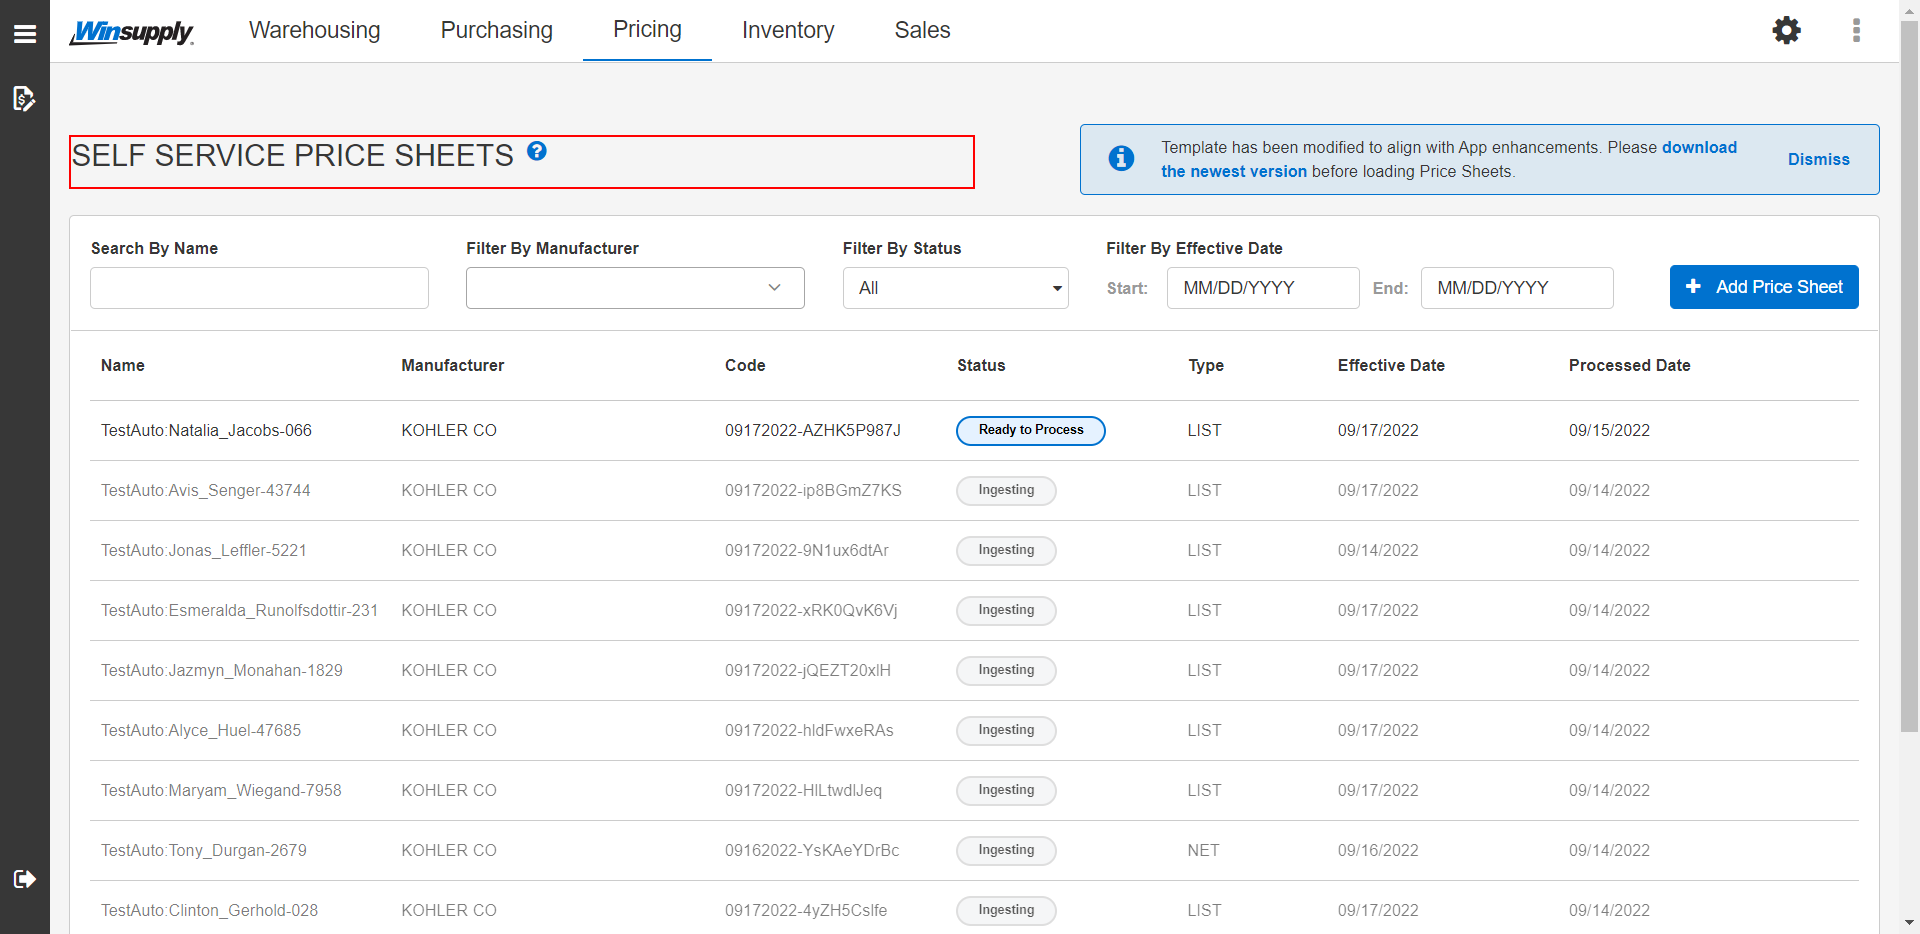 Winsupply Warehousing Purchasing Pricing Inventory Sales
SELF SERVICE PRICE SHEETS
Template has been modified to align with App enhancements. Please download
the newest version before loading Price Sheets.
Dismiss
Search By Name Filter By Manufacturer Filter By Status Filter By Effective Date
All Start: MM/DD/YYYY End: MM/DD/YYYY + Add Price Sheet
Name Manufacturer Code Status Type Effective Date Processed Date
TestAuto:Natalia_Jacobs-066 KOHLER CO 09172022-AZHK5P987J Ready to Process LIST 09/17/2022 09/15/2022
TestAuto:Avis_Senger-43744 KOHLER CO 09172022-ip8BGmZ7KS Ingesting LIST 09/17/2022 09/14/2022
TestAuto:Jonas_Leffler-5221 KOHLER CO 09172022-9N1ux6dtAr Ingesting LIST 09/14/2022 09/14/2022
TestAuto:Esmeralda_Runolfsdottir-231 KOHLER CO 09172022-xRK0QvK6Vj Ingesting LIST 09/17/2022 09/14/2022
TestAuto:Jazmyn_Monahan-1829 KOHLER CO 09172022-jQEZT20xlH Ingesting LIST 09/17/2022 09/14/2022
TestAuto:Alyce_Huel-47685 KOHLER CO 09172022-hldFwxeRAs Ingesting LIST 09/17/2022 09/14/2022
TestAuto:Maryam_Wiegand-7958 KOHLER CO 09172022-HlLtwdlJeq Ingesting LIST 09/17/2022 09/14/2022
TestAuto:Tony_Durgan-2679 KOHLER CO 09162022-YsKAeYDrBc Ingesting NET 09/16/2022 09/14/2022
TestAuto:Clinton_Gerhold-028 KOHLER CO 09172022-4yZH5Cslfe Ingesting LIST 09/17/2022 09/14/2022